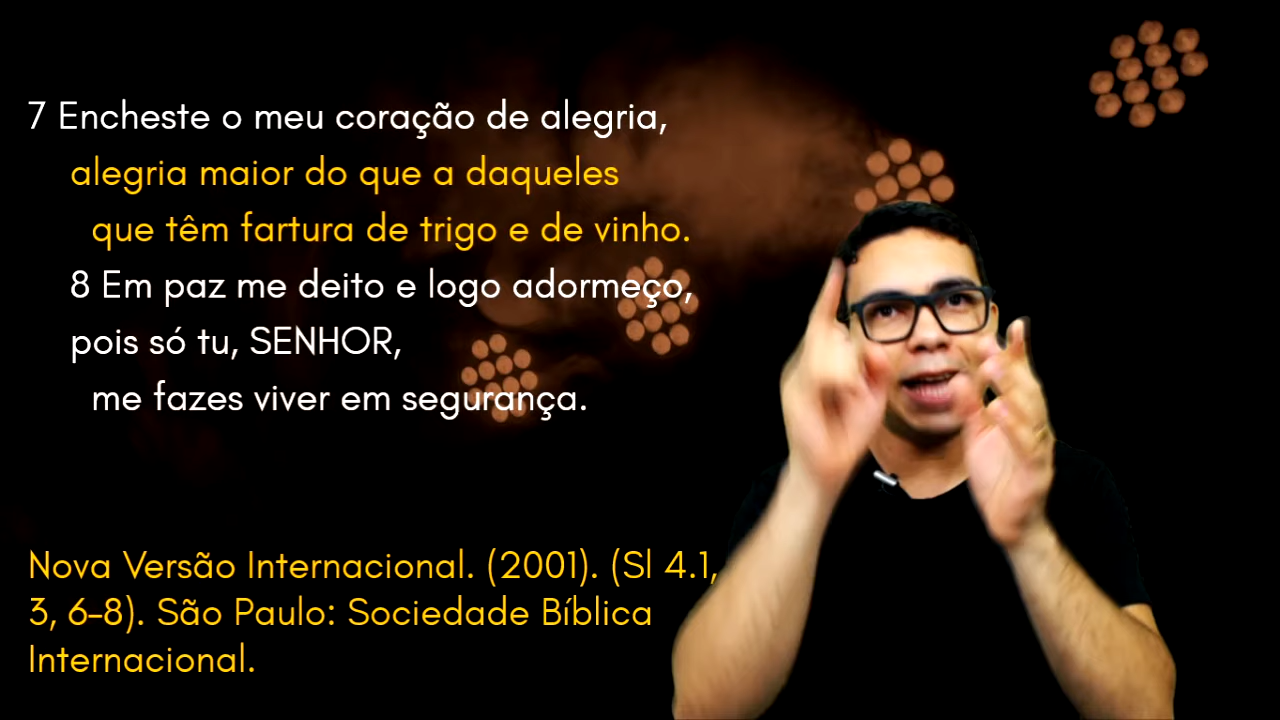 7 Encheste o meu coração de alegria,
alegria maior do que a daqueles
que têm fartura de trigo e de vinho.
8 Em paz me deito e logo adormeço,
pois só tu, SENHOR,
me fazes viver em segurança.
Nova Versão Internacional. (2001). (Sl 4.1,
3, 6–8). São Paulo: Sociedade Bíblica
Internacional.